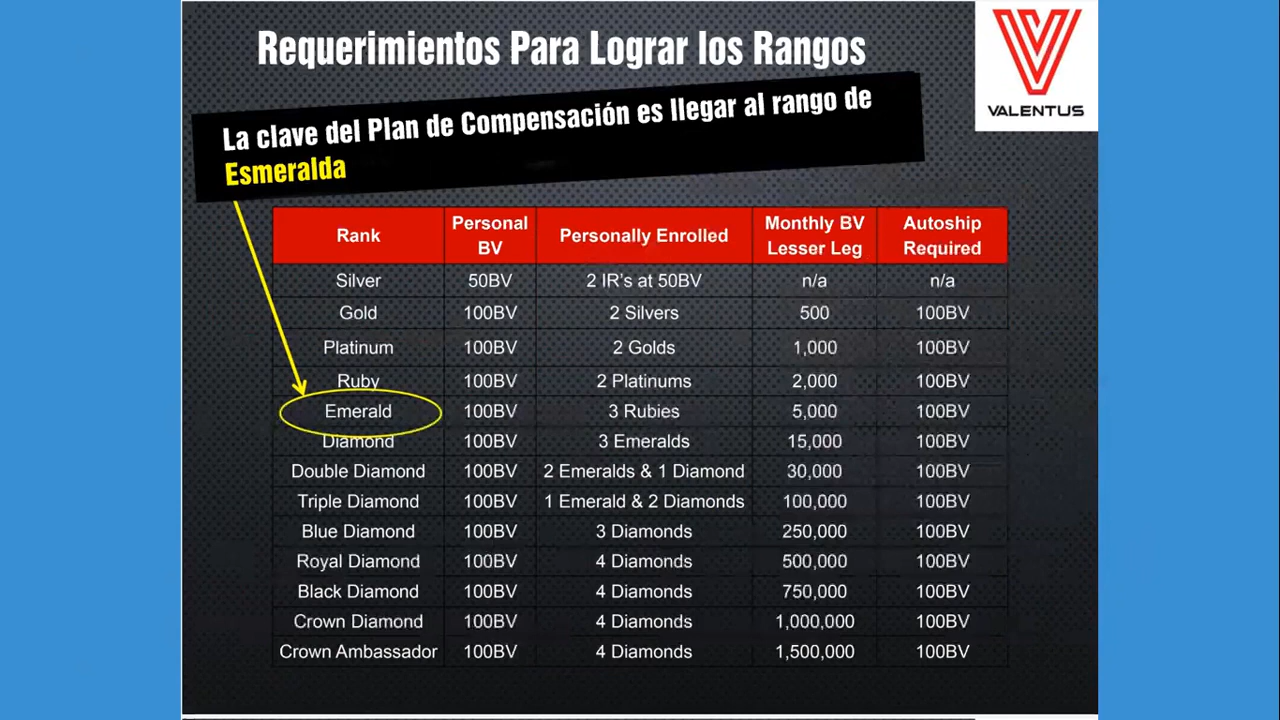 Requerimientos Para Lograr los Rangos
VALENTUS
La clave del Plan de Compensación es llegar al rango de
Esmeralda
Rank Personal BV Personally Enrolled Monthly BV Lesser Leg Autoship Required
Silver 50BV 2 IR's at 50BV n/a n/a
Gold 100BV 2 Silvers 500 100BV
Platinum 100BV 2 Golds 1,000 100BV
Ruby 100BV 2 Platinums 2,000 100BV
Emerald 100BV 3 Rubies 5,000 100BV
Diamond 100BV 3 Emeralds 15,000 100BV
Double Diamond 100BV 2 Emeralds & 1 Diamond 30,000 100BV
Triple Diamond 100BV 1 Emerald & 2 Diamonds 100,000 100BV
Blue Diamond 100BV 3 Diamonds 250,000 100BV
Royal Diamond 100BV 4 Diamonds 500,000 100BV
Black Diamond 100BV 4 Diamonds 750,000 100BV
Crown Diamond 100BV 4 Diamonds 1,000,000 100BV
Crown Ambassador 100BV 4 Diamonds 1,500,000 100BV